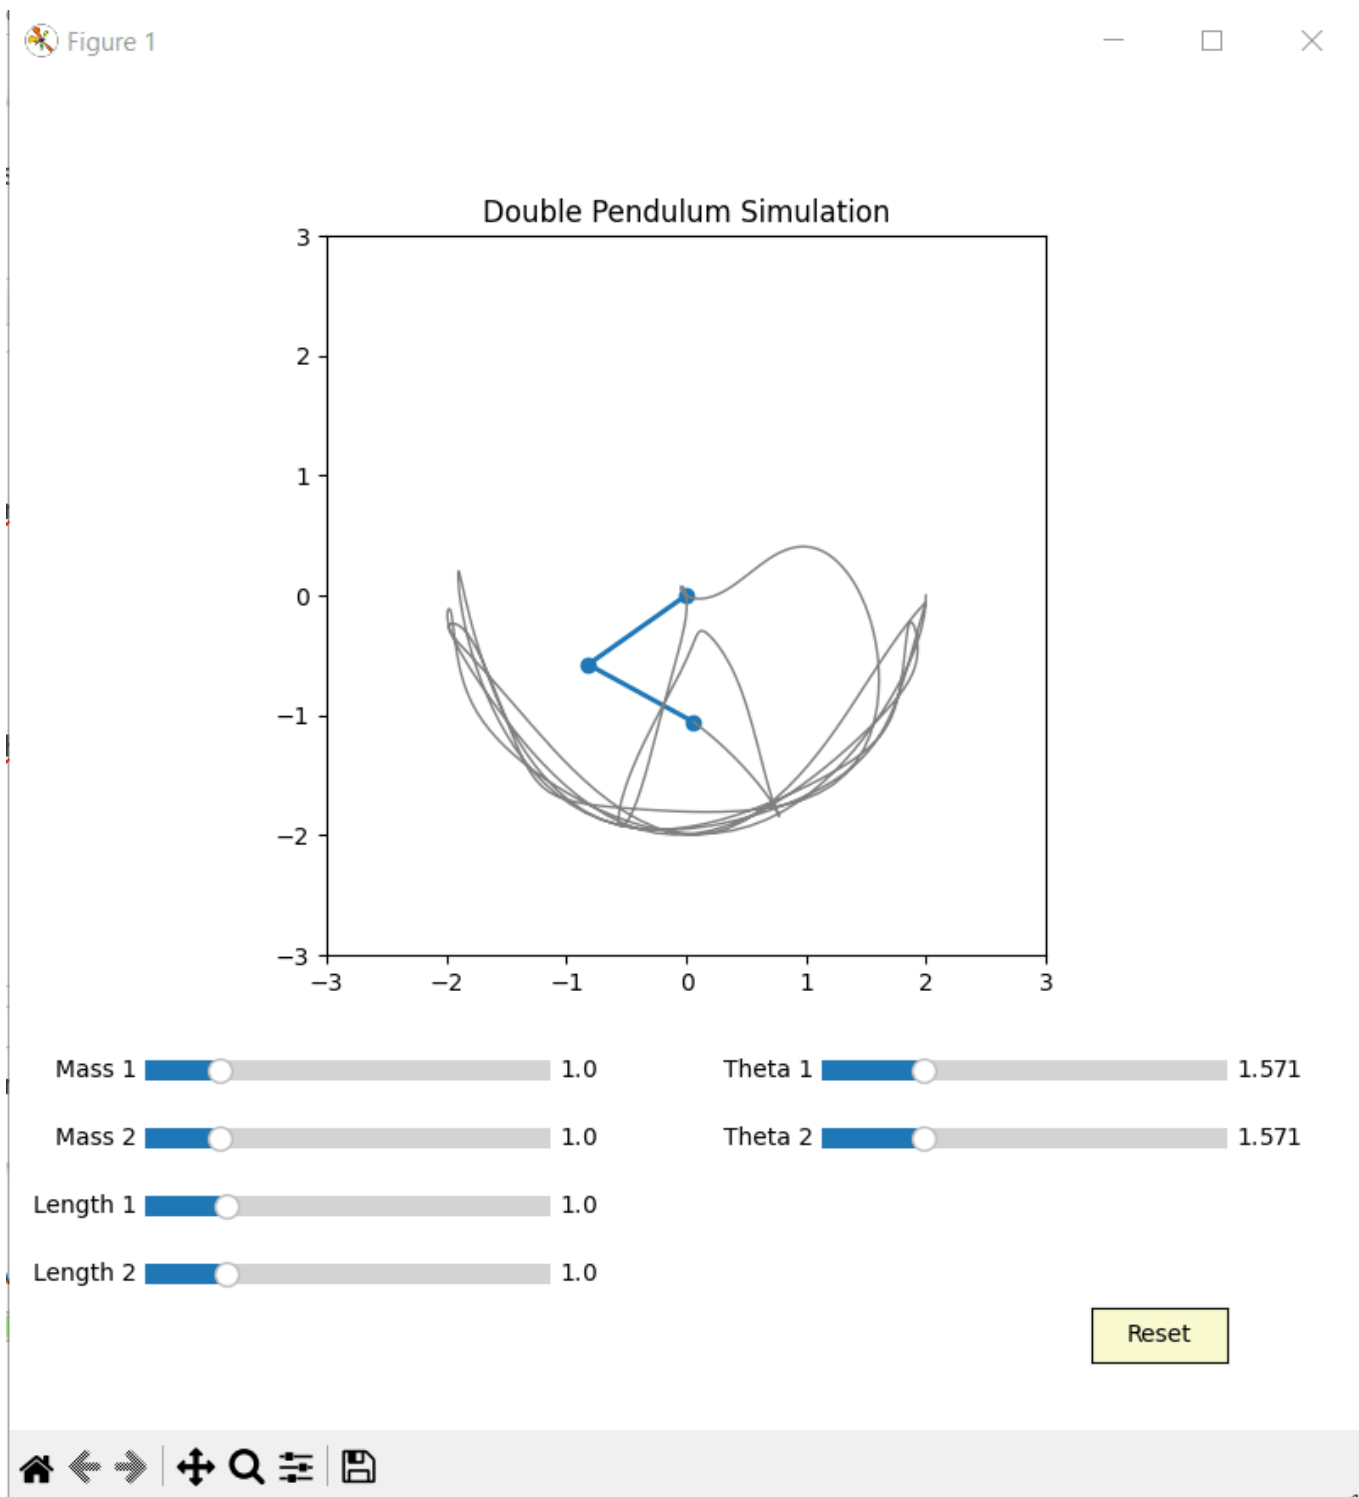 Figure 1
Double Pendulum Simulation
3
2
1
0
−1
−2
−3
−3 −2 −1 0 1 2 3
Mass 1 1.0 Theta 1 1.571
Mass 2 1.0 Theta 2 1.571
Length 1 1.0
Length 2 1.0
Reset